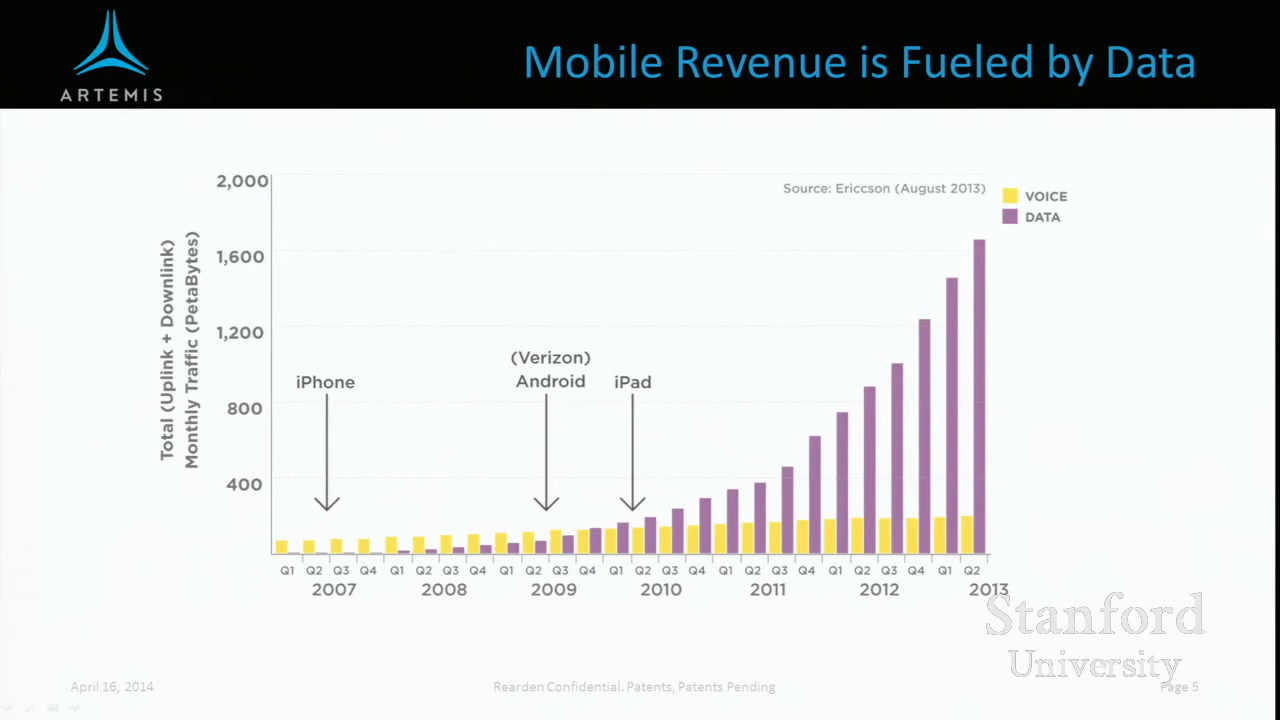 ARTEMIS
Mobile Revenue is Fueled by Data
Source: Ericcson (August 2013)
VOICE
DATA
Total (Uplink + Downlink)
Monthly Traffic (PetaBytes)
2,000
1,600
1,200
800
400
iPhone
(Verizon)
Android
iPad
Q1 Q2 Q3 Q4 Q1 Q2 Q3 Q4 Q1 Q2 Q3 Q4 Q1 Q2 Q3 Q4 Q1 Q2 Q3 Q4 Q1 Q2 Q3 Q4 Q1 Q2
2007 2008 2009 2010 2011 2012 2013
Stanford
University
April 16, 2014
Rearden Confidential. Patents, Patents Pending
Page 5